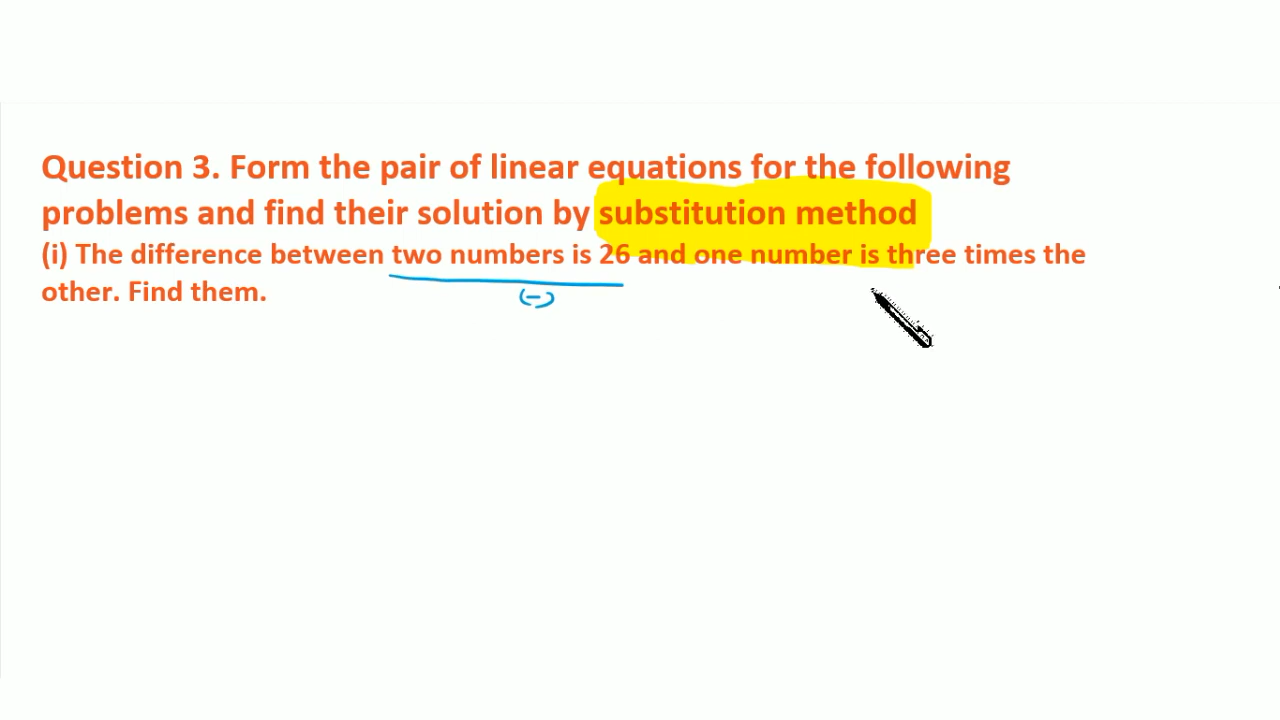 Question 3. Form the pair of linear equations for the following
problems and find their solution by substitution method
(i) The difference between two numbers is 26 and one number is three times the
other. Find them.
(-)